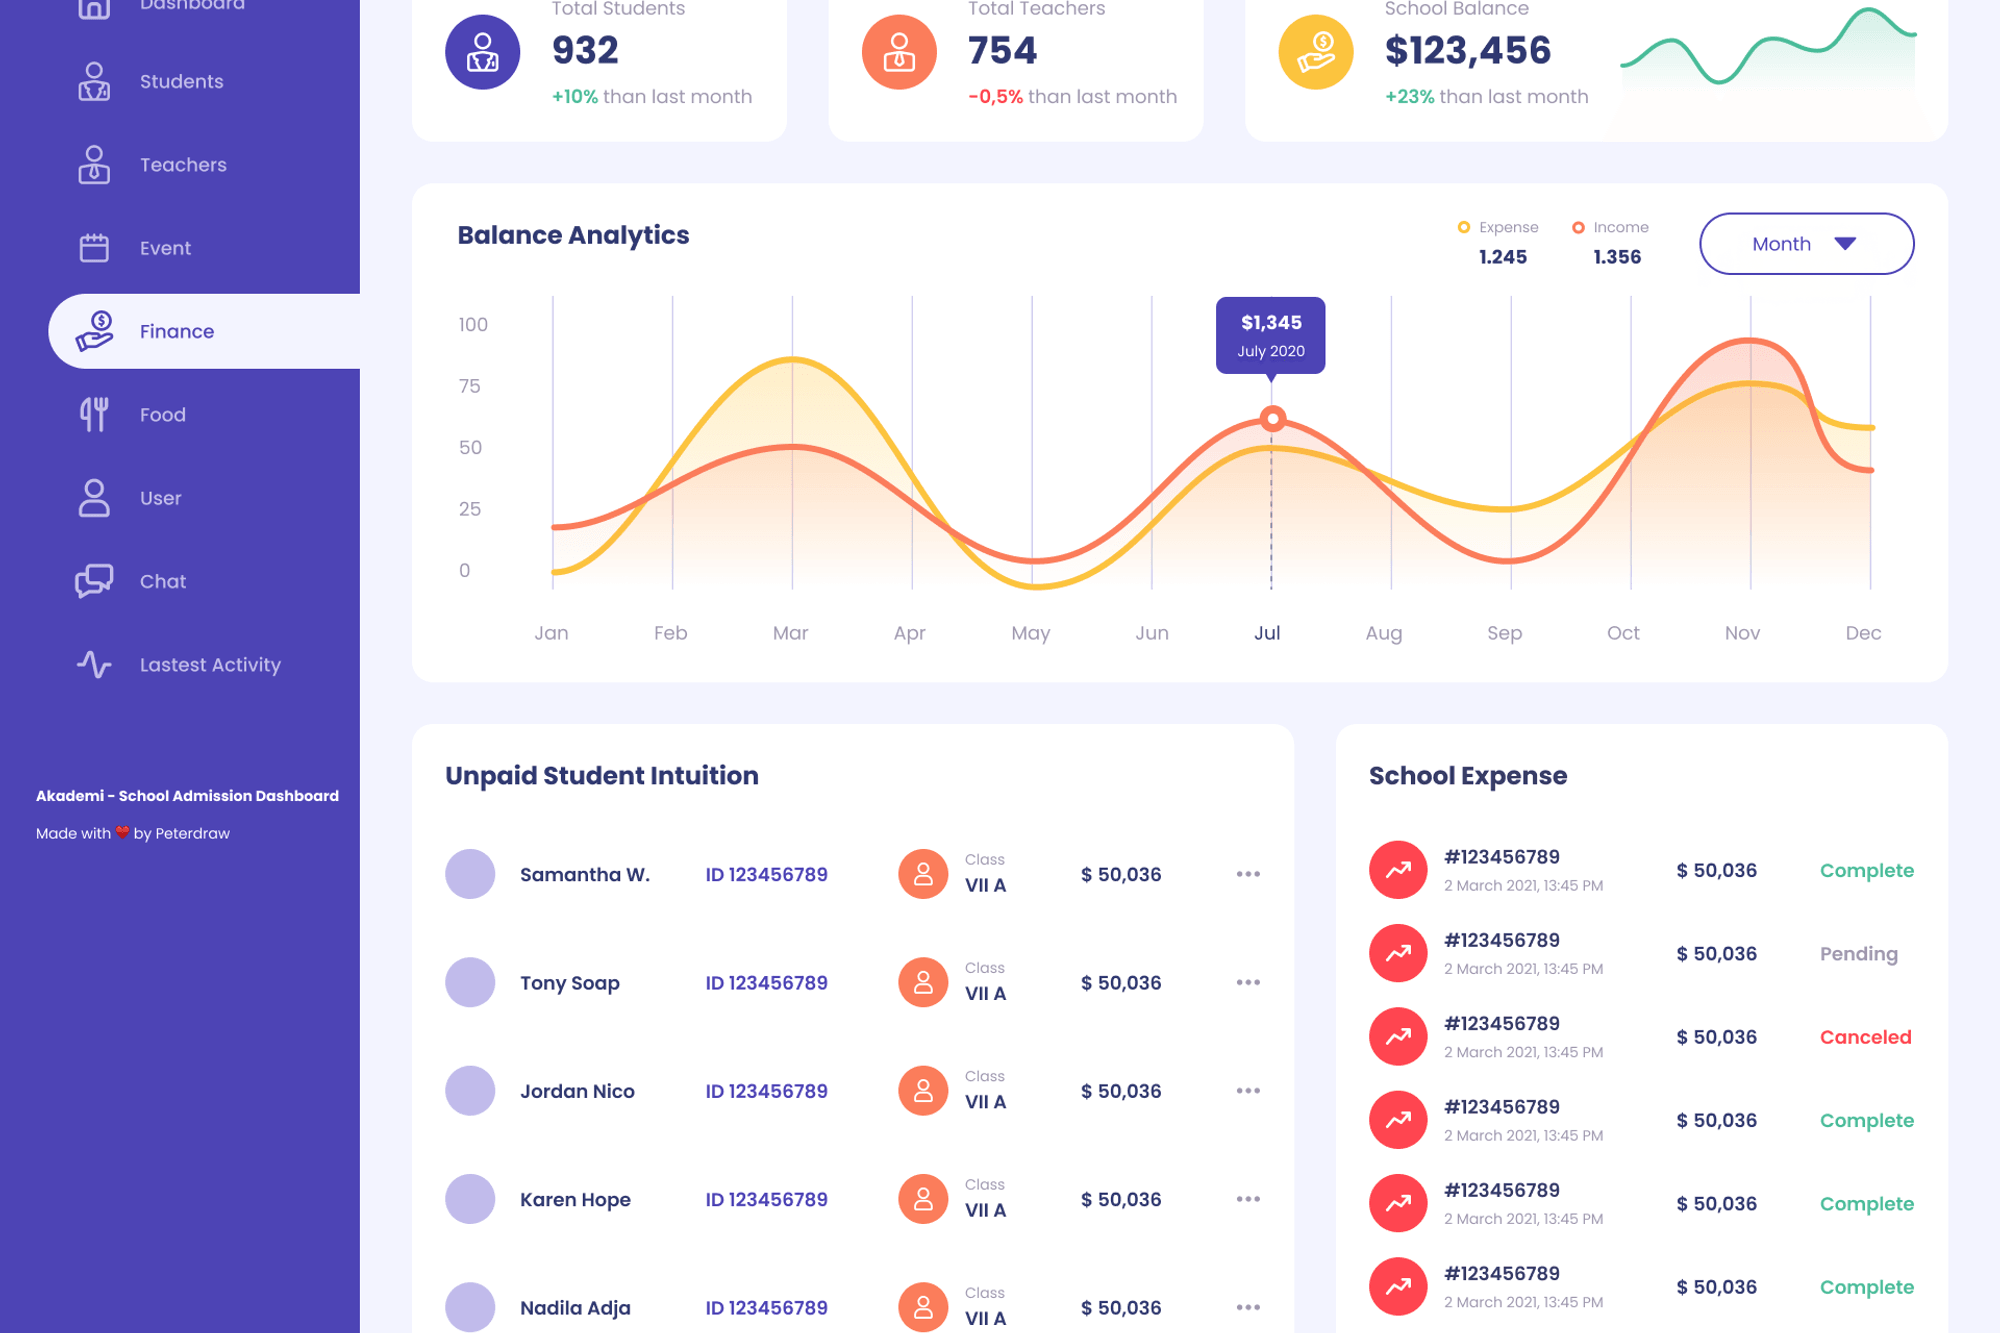 Dashboard
Students
Teachers
Event
Finance
Food
User
Chat
Lastest Activity
Akademi - School Admission Dashboard
Made with ❤️ by Peterdraw
Total Students
932
+10% than last month
Total Teachers
754
-0,5% than last month
School Balance
$123,456
+23% than last month
Balance Analytics
Expense
1.245
Income
1.356
Month
100
75
50
25
0
$1,345
July 2020
Jan Feb Mar Apr May Jun Jul Aug Sep Oct Nov Dec
Unpaid Student Intuition
Samantha W. ID 123456789 Class VII A $ 50,036
Tony Soap ID 123456789 Class VII A $ 50,036
Jordan Nico ID 123456789 Class VII A $ 50,036
Karen Hope ID 123456789 Class VII A $ 50,036
Nadila Adja ID 123456789 Class VII A $ 50,036
School Expense
#123456789 $ 50,036 Complete
2 March 2021, 13:45 PM
#123456789 $ 50,036 Pending
2 March 2021, 13:45 PM
#123456789 $ 50,036 Canceled
2 March 2021, 13:45 PM
#123456789 $ 50,036 Complete
2 March 2021, 13:45 PM
#123456789 $ 50,036 Complete
2 March 2021, 13:45 PM
#123456789 $ 50,036 Complete
2 March 2021, 13:45 PM